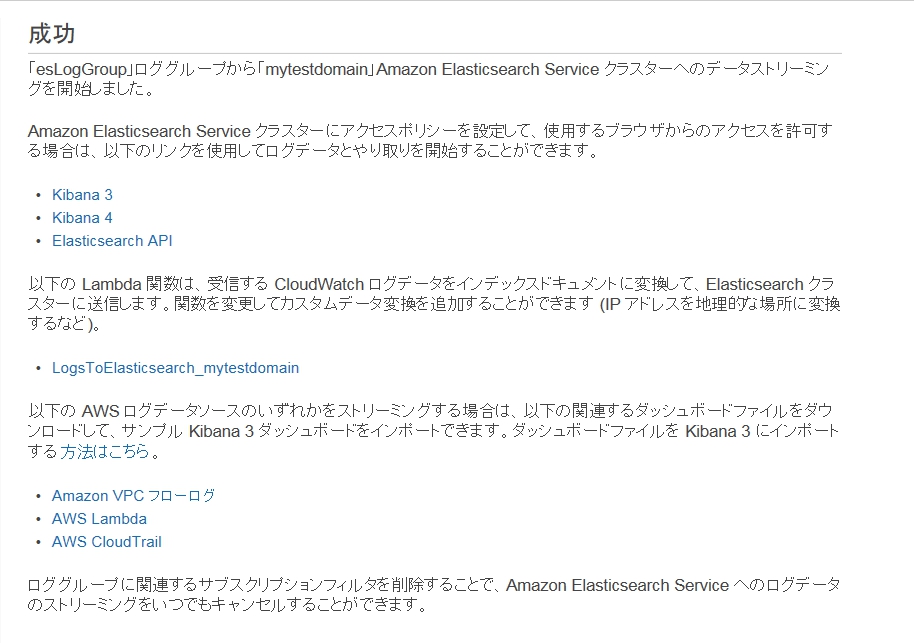 成功
「esLogGroup」ロググループから「mytestdomain」Amazon Elasticsearch Service クラスターへのデータストリーミン
グを開始しました。
Amazon Elasticsearch Service クラスターにアクセスポリシーを設定して、使用するブラウザからのアクセスを許可す
る場合は、以下のリンクを使用してログデータとやり取りを開始することができます。
• Kibana 3
• Kibana 4
• Elasticsearch API
以下の Lambda 関数は、受信する CloudWatch ログデータをインデックスドキュメントに変換して、Elasticsearch クラ
スターに送信します。関数を変更してカスタムデータ変換を追加することができます (IP アドレスを地理的な場所に変換
するなど)。
• LogsToElasticsearch_mytestdomain
以下の AWS ログデータソースのいずれかをストリーミングする場合は、以下の関連するダッシュボードファイルをダウ
ンロードして、サンプル Kibana 3 ダッシュボードをインポートできます。ダッシュボードファイルを Kibana 3 にインポート
する方法はこちら。
• Amazon VPC フローログ
• AWS Lambda
• AWS CloudTrail
ロググループに関連するサブスクリプションフィルタを削除することで、Amazon Elasticsearch Service へのログデータ
のストリーミングをいつでもキャンセルすることができます。